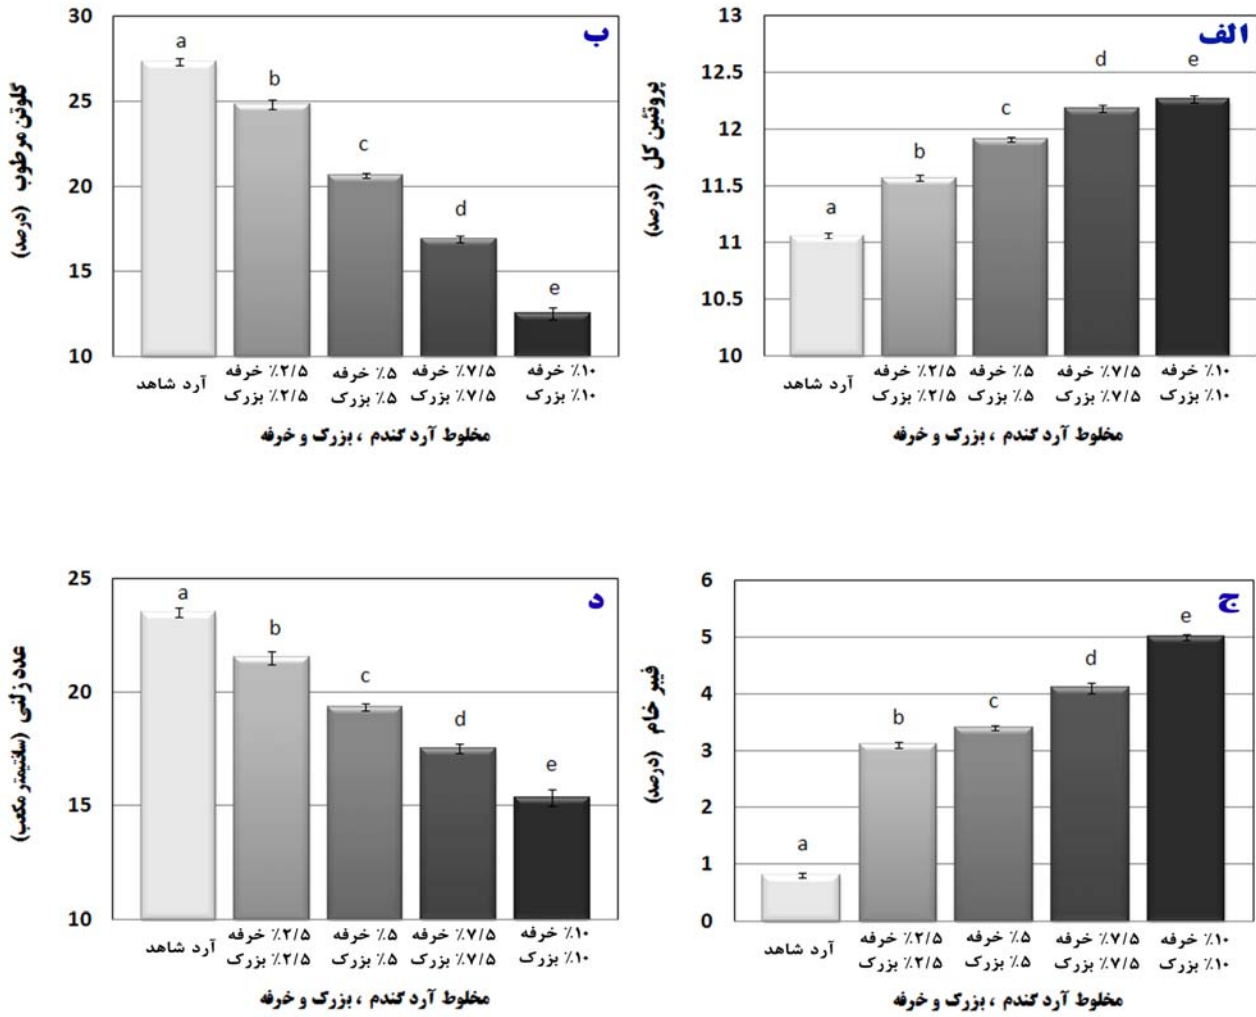 الف
پروتئین کل (درصد)
13
12.5
12
11.5
11
10.5
10
a
b
c
d
e
آرد شاهد
٪۲/۵ خرفه
٪۲/۵ بزرک
٪۵ خرفه
٪۵ بزرک
٪۷/۵ خرفه
٪۷/۵ بزرک
٪۱۰ خرفه
٪۱۰ بزرک
مخلوط آرد گندم ، بزرک و خرفه
ب
گلوتن مرطوب (درصد)
30
25
20
15
10
a
b
c
d
e
آرد شاهد
٪۲/۵ خرفه
٪۲/۵ بزرک
٪۵ خرفه
٪۵ بزرک
٪۷/۵ خرفه
٪۷/۵ بزرک
٪۱۰ خرفه
٪۱۰ بزرک
مخلوط آرد گندم ، بزرک و خرفه
ج
فیبر خام (درصد)
6
5
4
3
2
1
0
a
b
c
d
e
آرد شاهد
٪۲/۵ خرفه
٪۲/۵ بزرک
٪۵ خرفه
٪۵ بزرک
٪۷/۵ خرفه
٪۷/۵ بزرک
٪۱۰ خرفه
٪۱۰ بزرک
مخلوط آرد گندم ، بزرک و خرفه
د
عدد زلنی (سانتیمتر مکعب)
25
20
15
10
a
b
c
d
e
آرد شاهد
٪۲/۵ خرفه
٪۲/۵ بزرک
٪۵ خرفه
٪۵ بزرک
٪۷/۵ خرفه
٪۷/۵ بزرک
٪۱۰ خرفه
٪۱۰ بزرک
مخلوط آرد گندم ، بزرک و خرفه